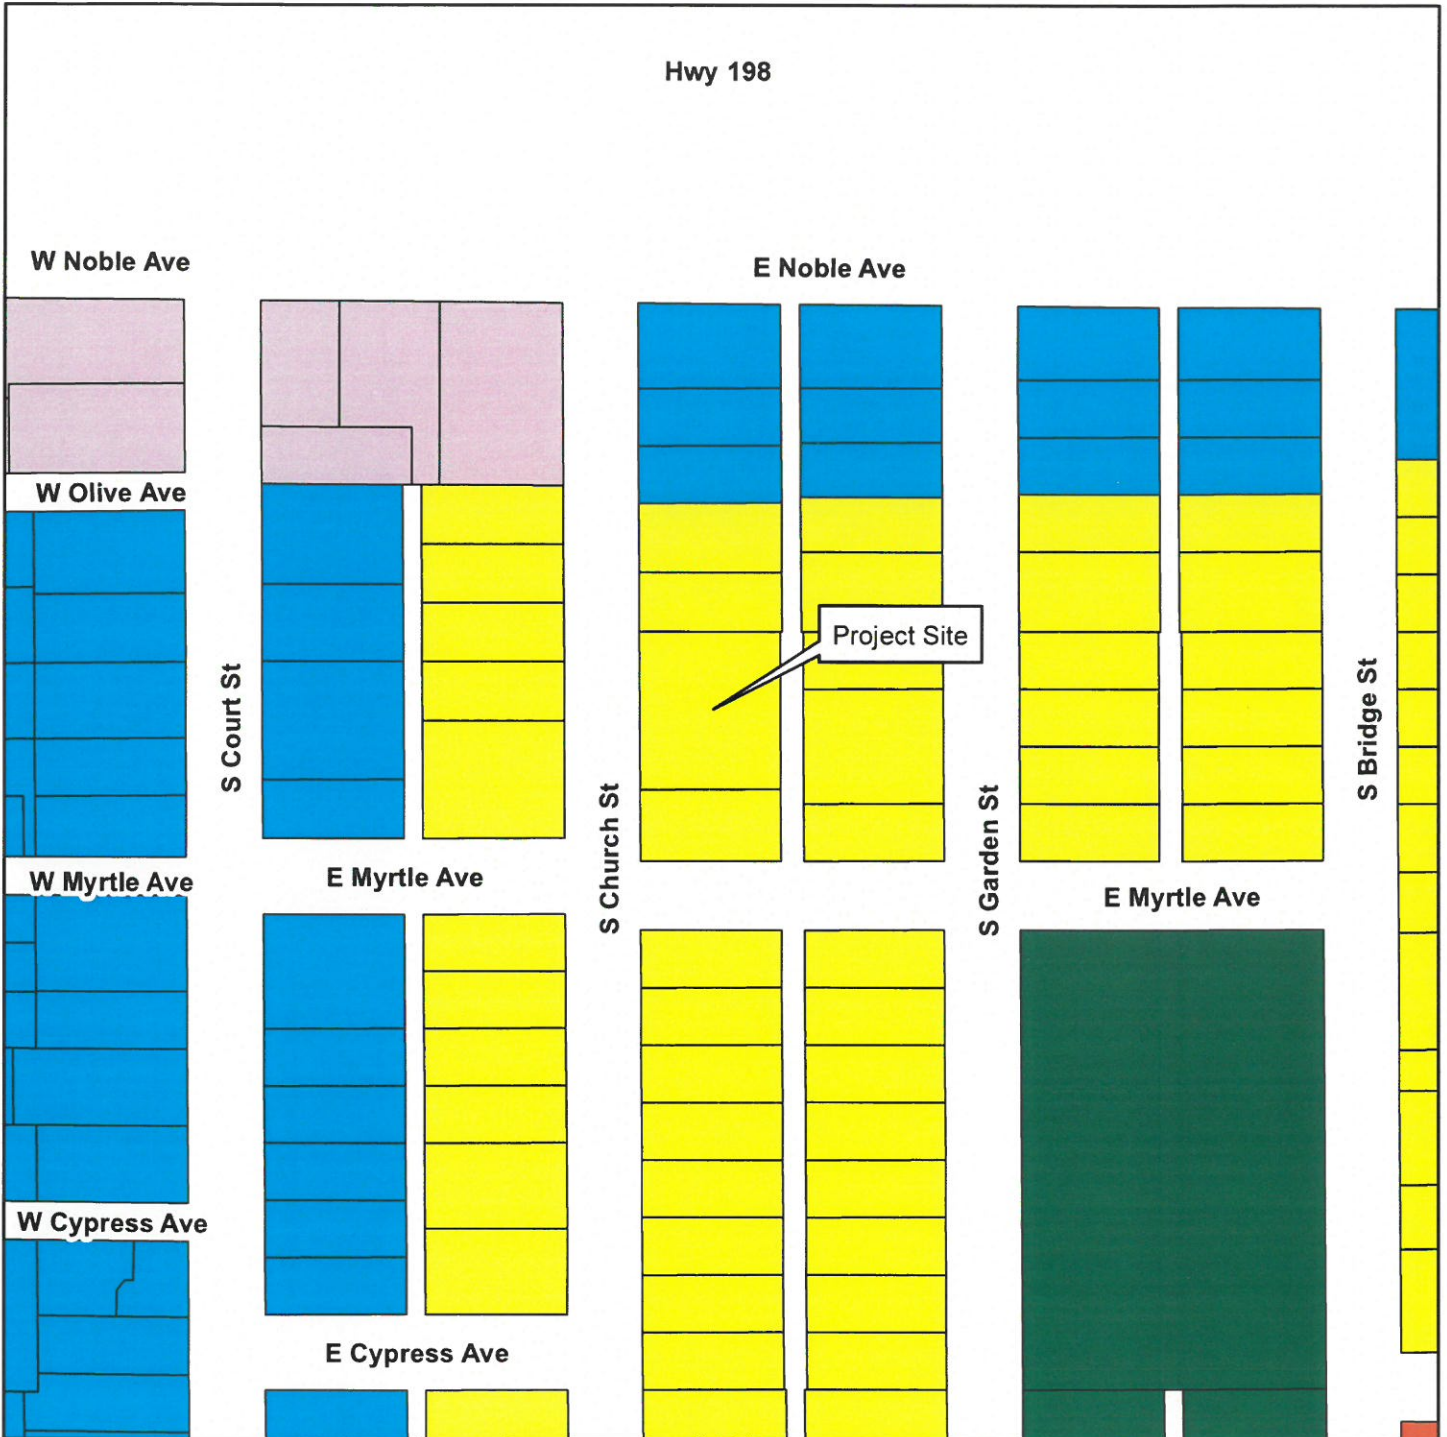 Hwy 198
W Noble Ave
E Noble Ave
W Olive Ave
Project Site
S Court St
S Bridge St
S Church St
S Garden St
W Myrtle Ave
E Myrtle Ave
E Myrtle Ave
W Cypress Ave
E Cypress Ave